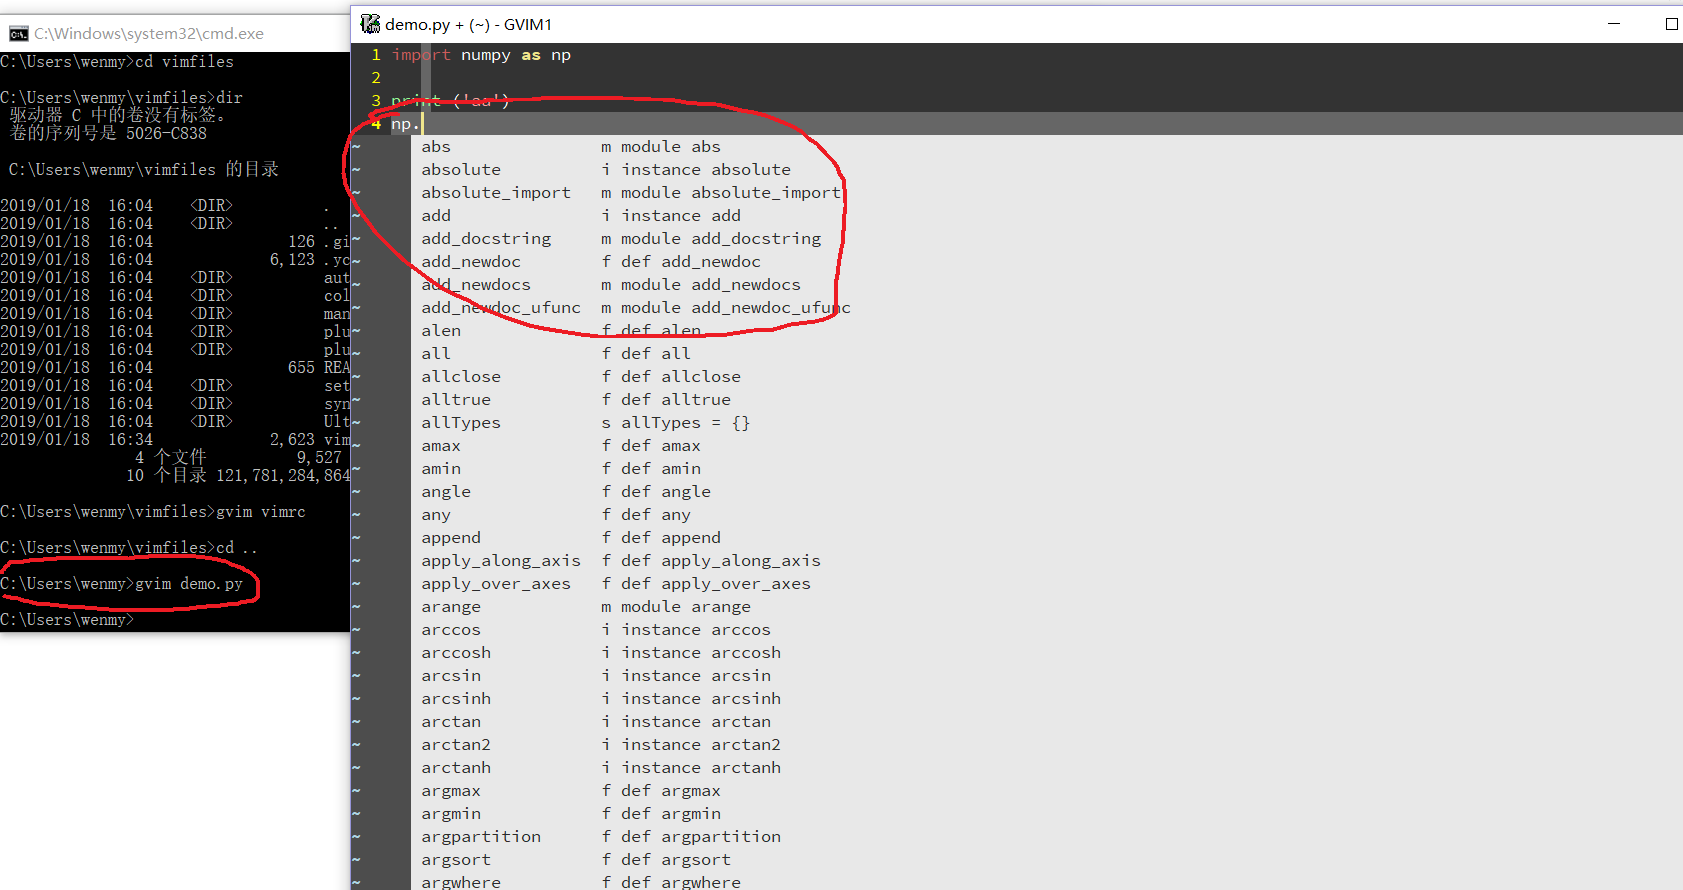 C:\Windows\system32\cmd.exe
C:\Users\wenmy>cd vimfiles
C:\Users\wenmy\vimfiles>dir
驱动器 C 中的卷没有标签。
卷的序列号是 5026-C838
C:\Users\wenmy\vimfiles 的目录
2019/01/18 16:04 <DIR> .
2019/01/18 16:04 <DIR> ..
2019/01/18 16:04 126 .gi
2019/01/18 16:04 6,123 .yc
2019/01/18 16:04 <DIR> aut
2019/01/18 16:04 <DIR> col
2019/01/18 16:04 <DIR> man
2019/01/18 16:04 <DIR> plu
2019/01/18 16:04 <DIR> plu
2019/01/18 16:04 655 REA
2019/01/18 16:04 <DIR> set
2019/01/18 16:04 <DIR> syn
2019/01/18 16:04 <DIR> Ult
2019/01/18 16:34 2,623 vim
4 个文件 9,527
10 个目录 121,781,284,864
C:\Users\wenmy\vimfiles>gvim vimrc
C:\Users\wenmy\vimfiles>cd ..
C:\Users\wenmy>gvim demo.py
C:\Users\wenmy>
demo.py + (~) - GVIM1
1 import numpy as np
2
3 print ('aa')
4 np.
~ abs m module abs
~ absolute i instance absolute
~ absolute_import m module absolute_import
~ add i instance add
~ add_docstring m module add_docstring
~ add_newdoc f def add_newdoc
~ add_newdocs m module add_newdocs
~ add_newdoc_ufunc m module add_newdoc_ufunc
~ alen f def alen
~ all f def all
~ allclose f def allclose
~ alltrue f def alltrue
~ allTypes s allTypes = {}
~ amax f def amax
~ amin f def amin
~ angle f def angle
~ any f def any
~ append f def append
~ apply_along_axis f def apply_along_axis
~ apply_over_axes f def apply_over_axes
~ arange m module arange
~ arccos i instance arccos
~ arccosh i instance arccosh
~ arcsin i instance arcsin
~ arcsinh i instance arcsinh
~ arctan i instance arctan
~ arctan2 i instance arctan2
~ arctanh i instance arctanh
~ argmax f def argmax
~ argmin f def argmin
~ argpartition f def argpartition
~ argsort f def argsort
~ argwhere f def argwhere